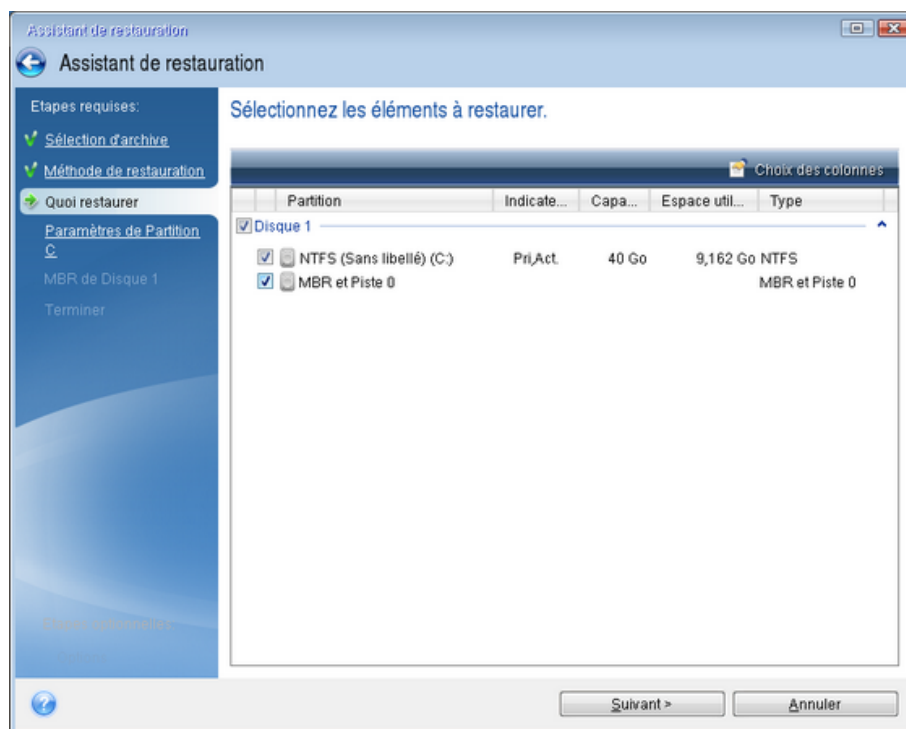 Assistant de restauration
Assistant de restauration
Etapes requises:
Sélection d'archive
Méthode de restauration
Quoi restaurer
Paramètres de Partition
C
MBR de Disque 1
Terminer
Sélectionnez les éléments à restaurer.
Choix des colonnes
Partition Indicate... Capa... Espace util... Type
Disque 1
NTFS (Sans libellé) (C:) Pri,Act. 40 Go 9,162 Go NTFS
MBR et Piste 0 MBR et Piste 0
Suivant > Annuler